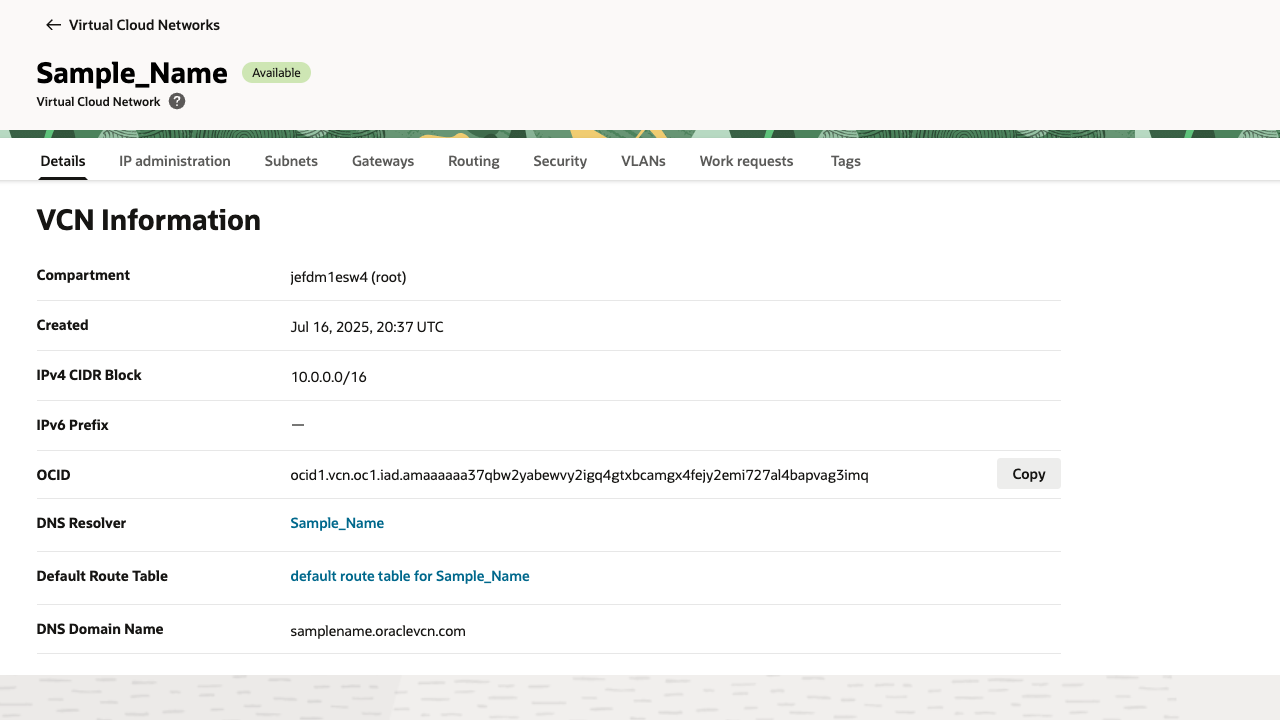 Virtual Cloud Networks
Sample_Name Available
Virtual Cloud Network ?
Details IP administration Subnets Gateways Routing Security VLANs Work requests Tags
VCN Information
Compartment jefdm1esw4 (root)
Created Jul 16, 2025, 20:37 UTC
IPv4 CIDR Block 10.0.0.0/16
IPv6 Prefix —
OCID ocid1.vcn.oc1.iad.amaaaaaa37qbw2yabewvy2igq4gtxbcamgx4fejy2emi727al4bapvag3imq Copy
DNS Resolver Sample_Name
Default Route Table default route table for Sample_Name
DNS Domain Name samplename.oraclevcn.com